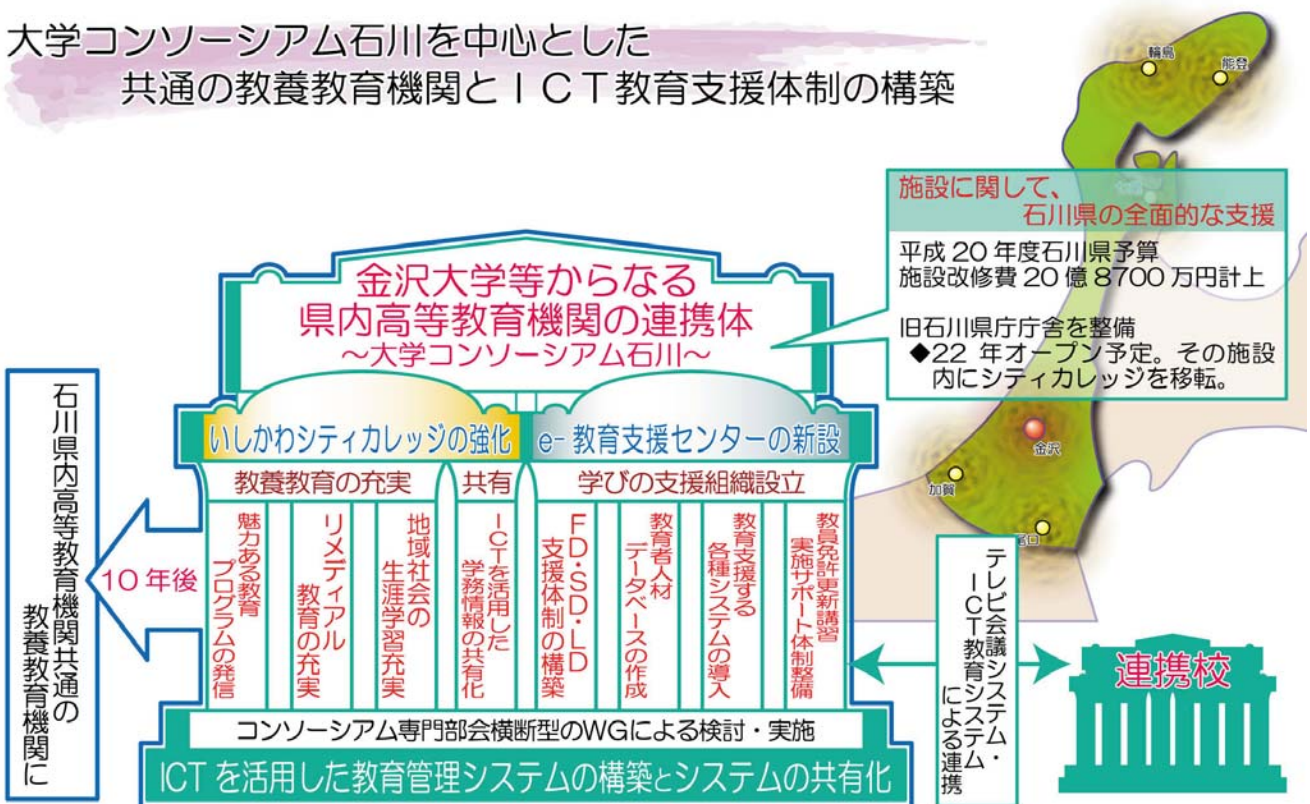 大学コンソーシアム石川を中心とした
共通の教養教育機関とICT教育支援体制の構築
輪島
能登
施設に関して、
石川県の全面的な支援
平成20年度石川県予算
施設改修費20億8700万円計上
旧石川県庁庁舎を整備
◆22年オープン予定。その施設
内にシティカレッジを移転。
金沢
加賀
金沢大学等からなる
県内高等教育機関の連携体
～大学コンソーシアム石川～
いしかわシティカレッジの強化
e-教育支援センターの新設
教養教育の充実
共有
学びの支援組織設立
魅力ある教育
プログラムの発信
リメディアル
教育の充実
地域社会の
生涯学習充実
ICTを活用した
学務情報の共有化
FD・SD・LD
支援体制の構築
教育者人材
データベースの作成
教育支援する
各種システムの導入
教員免許更新講習
実施サポート体制整備
コンソーシアム専門部会横断型のWGによる検討・実施
ICTを活用した教育管理システムの構築とシステムの共有化
10年後
石川県内高等教育機関共通の
教養教育機関に
テレビ会議システム・
ICT教育システム
による連携
連携校